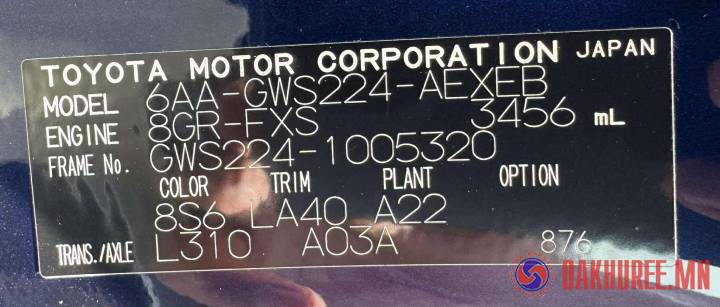 TOYOTA MOTOR CORPORATION JAPAN
MODEL 6AA-GWS224-AEXEB
ENGINE 8GR-FXS 3456 mL
FRAME No. GWS224-1005320
COLOR TRIM PLANT OPTION
8S6 LA40 A22
TRANS./AXLE L310 A03A 876
DAKHUREE.MN